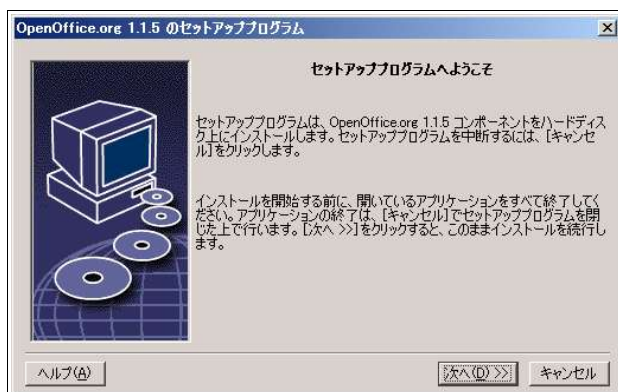 OpenOffice.org 1.1.5 のセットアッププログラム
セットアッププログラムへようこそ
セットアッププログラムは、OpenOffice.org 1.1.5 コンポーネントをハードディス
ク上にインストールします。セットアッププログラムを中断するには、[キャンセ
ル]をクリックします。
インストールを開始する前に、開いているアプリケーションをすべて終了してく
ださい。アプリケーションの終了は、[キャンセル]でセットアッププログラムを閉
じた上で行います。[次へ >>]をクリックすると、このままインストールを続行し
ます。
ヘルプ(A)
次へ(D) >>
キャンセル